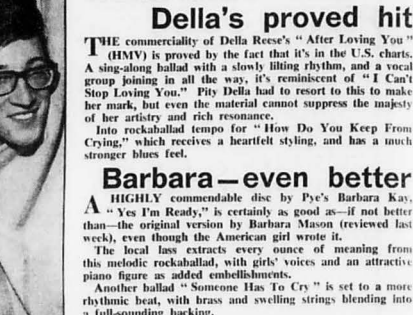 Della's proved hit
THE commerciality of Della Reese's " After Loving You "
(HMV) is proved by the fact that it's in the U.S. charts.
A sing-along ballad with a slowly lilting rhythm, and a vocal
group joining in all the way, it's reminiscent of " I Can't
Stop Loving You." Pity Della had to resort to this to make
her mark, but even the material cannot suppress the majesty
of her artistry and rich resonance.
Into rockaballad tempo for " How Do You Keep From
Crying," which receives a heartfelt styling, and has a much
stronger blues feel.
Barbara—even better
A HIGHLY commendable disc by Pye's Barbara Kay,
" Yes I'm Ready," is certainly as good as—if not better
than—the original version by Barbara Mason (reviewed last
week), even though the American girl wrote it.
The local lass extracts every ounce of meaning from
this melodic rockaballad, with girls' voices and an attractive
piano figure as added embellishments.
Another ballad " Someone Has To Cry " is set to a more
rhythmic beat, with brass and swelling strings blending into
a full-sounding backing.